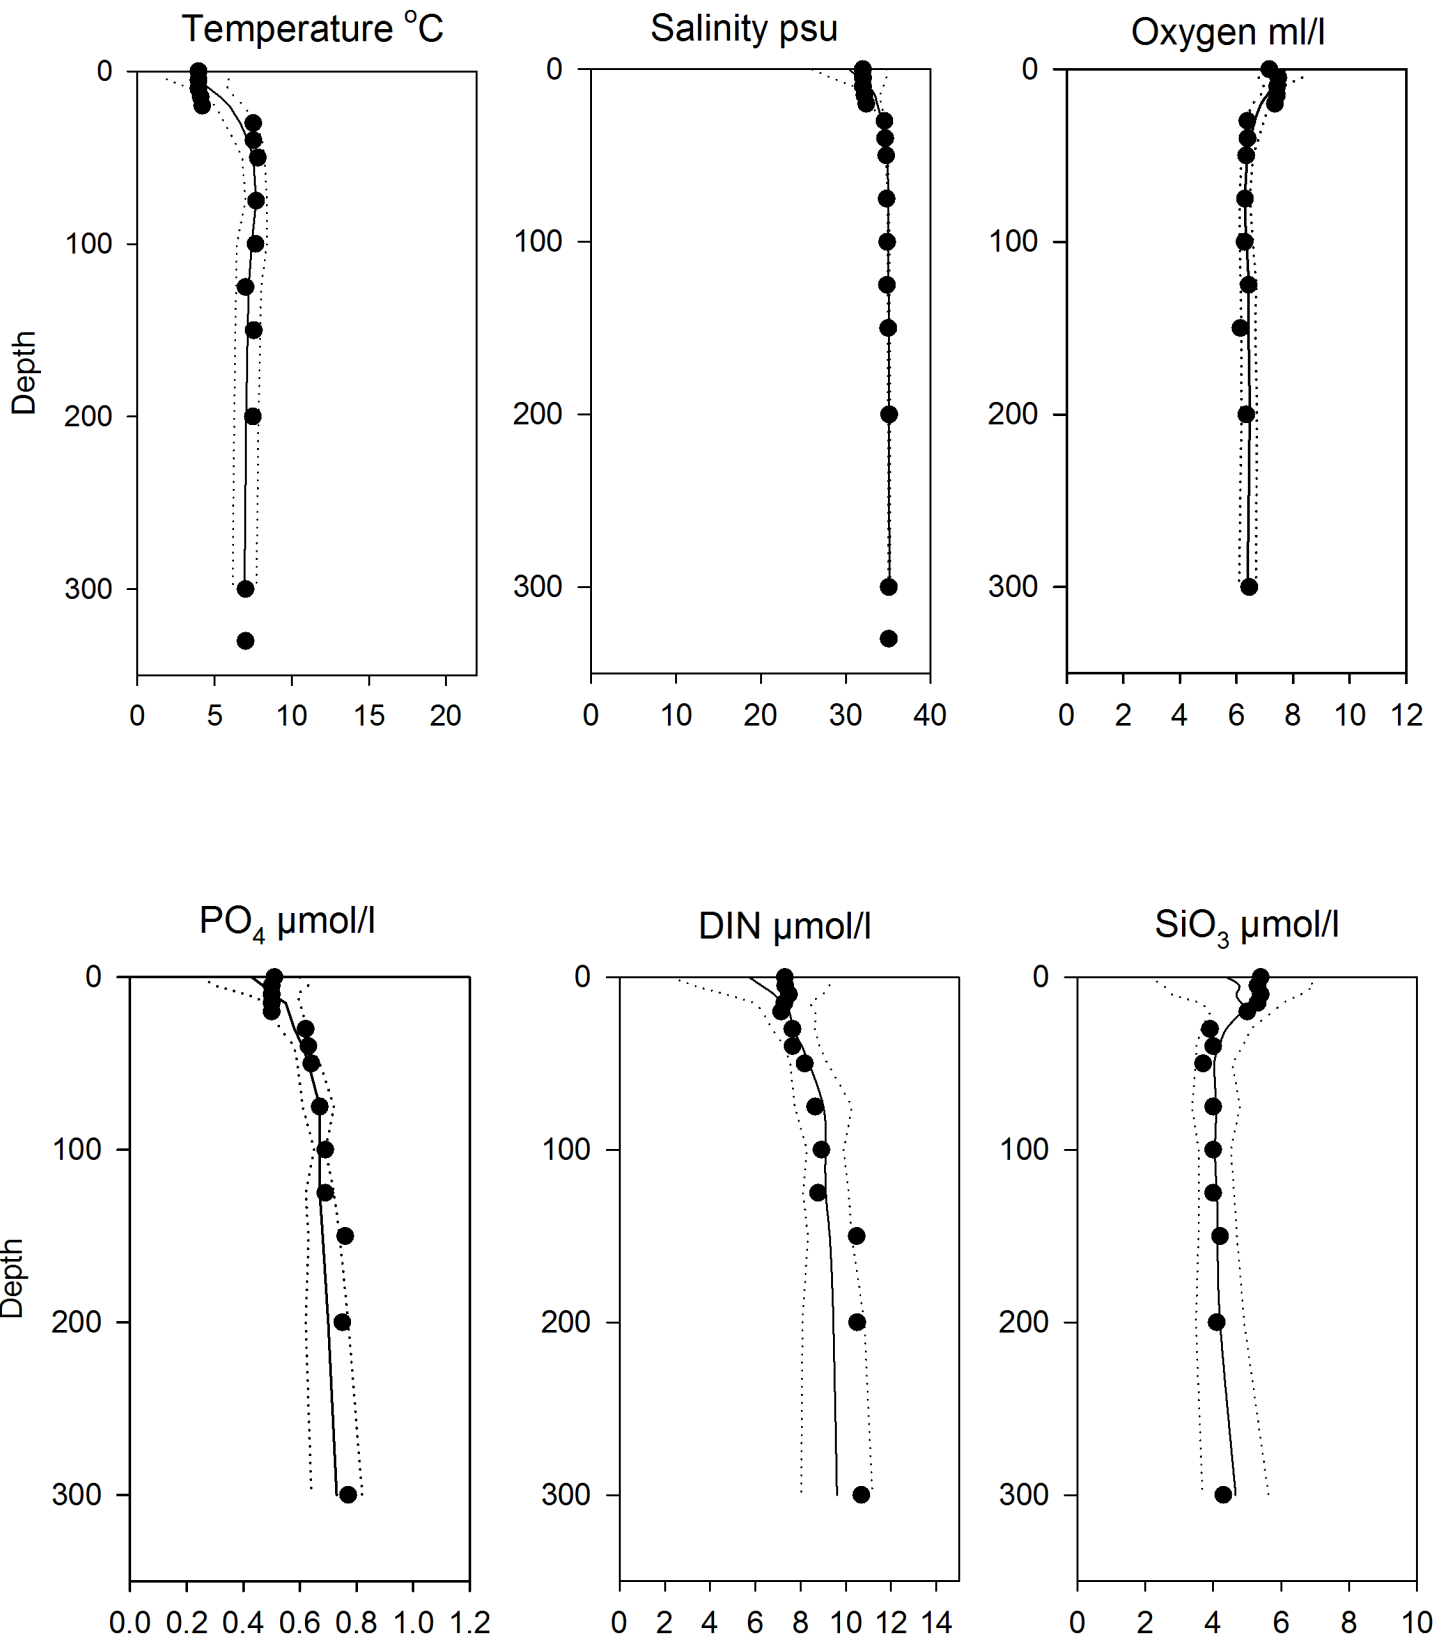 Temperature °C
Salinity psu
Oxygen ml/l
0
100
200
300
Depth
0 5 10 15 20
0
100
200
300
0 10 20 30 40
0
100
200
300
0 2 4 6 8 10 12
PO₄ µmol/l
DIN µmol/l
SiO₃ µmol/l
0
100
200
300
Depth
0.0 0.2 0.4 0.6 0.8 1.0 1.2
0
100
200
300
0 2 4 6 8 10 12 14
0
100
200
300
0 2 4 6 8 10